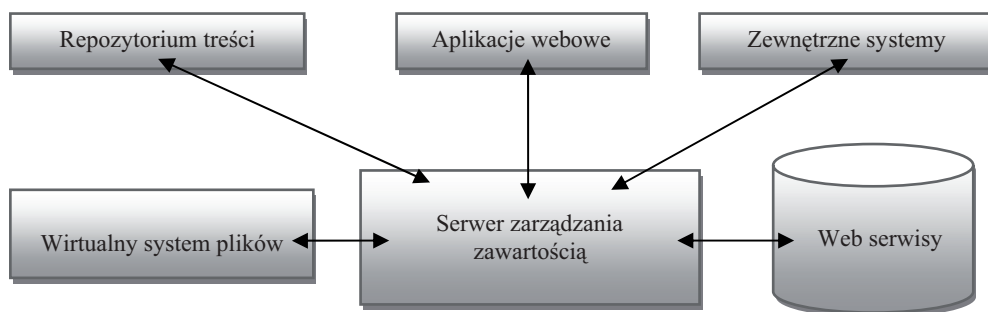 Repozytorium treści
Aplikacje webowe
Zewnętrzne systemy
Wirtualny system plików
Serwer zarządzania
zawartością
Web serwisy